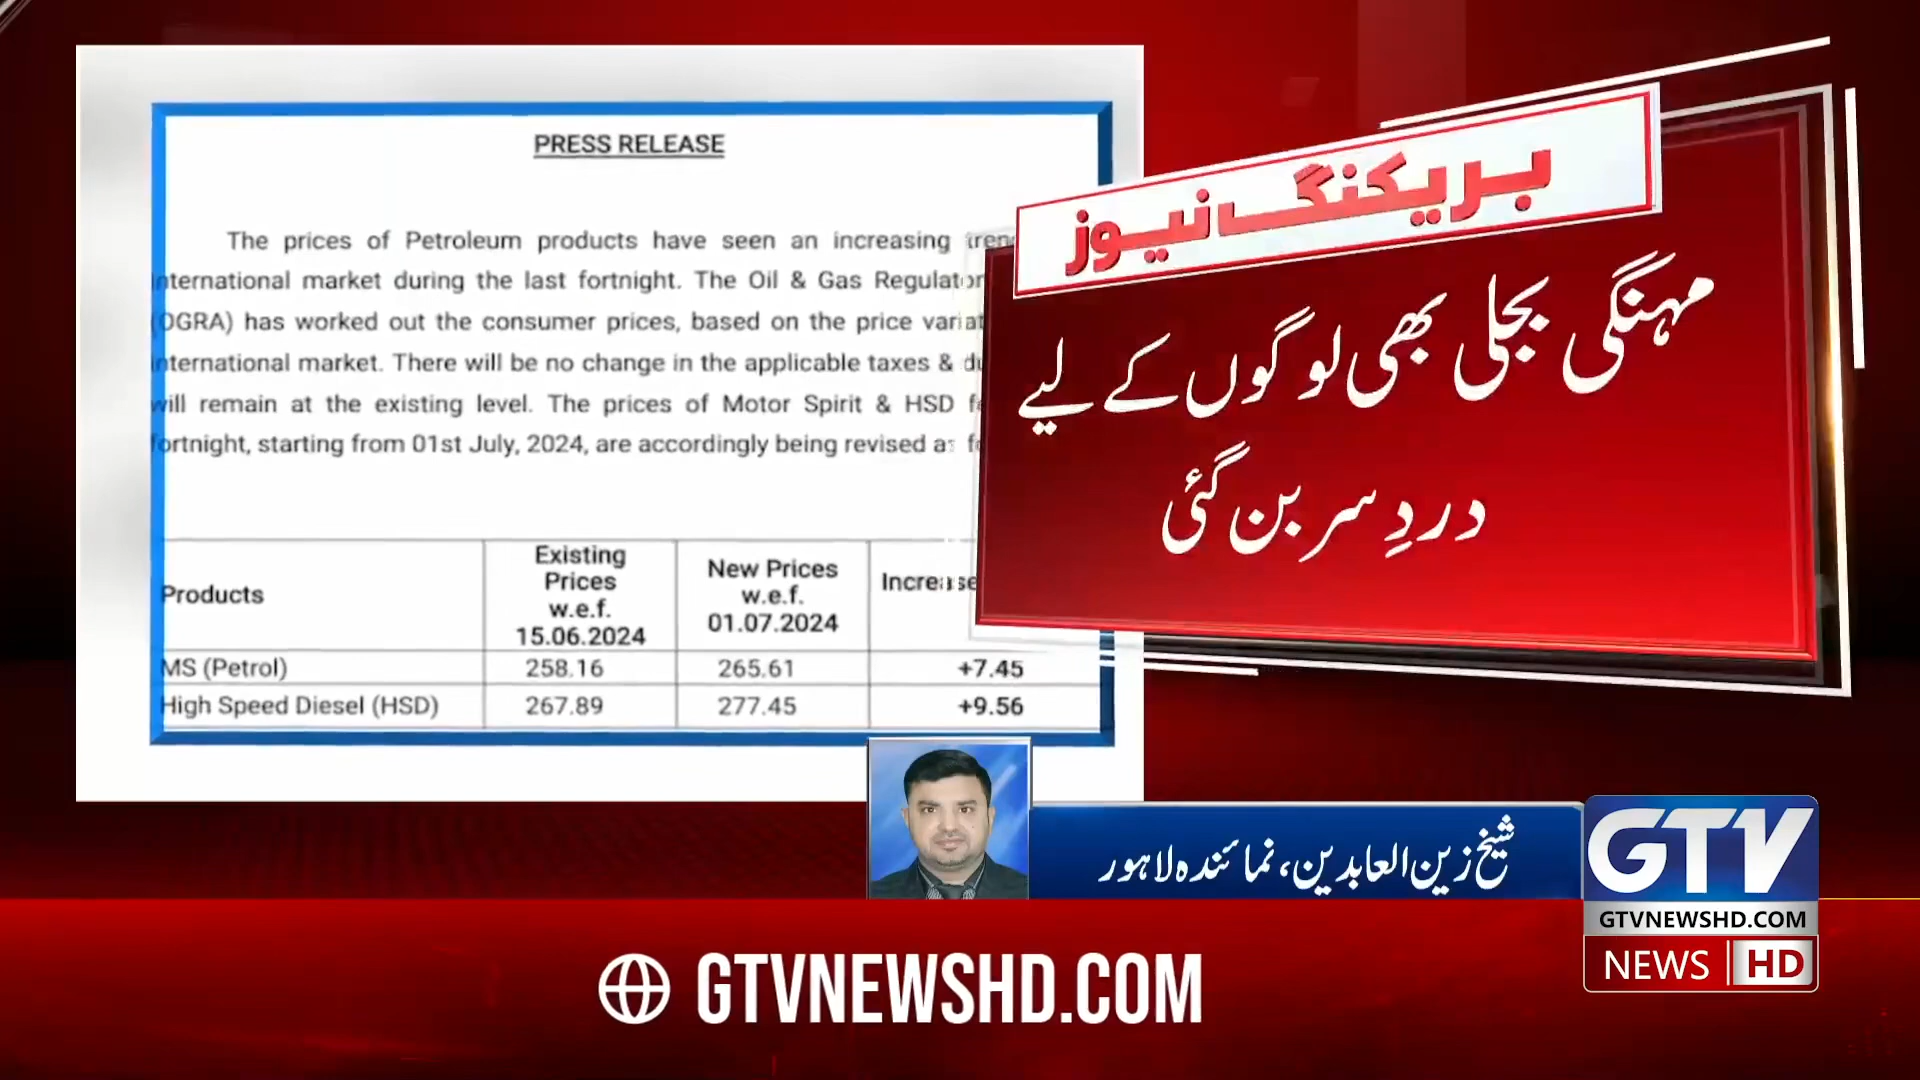 PRESS RELEASE
The prices of Petroleum products have seen an increasing
international market during the last fortnight. The Oil & Gas
(OGRA) has worked out the consumer prices, based on the price
international market. There will be no change in the applicable taxes &
will remain at the existing level. The prices of Motor Spirit & HSD
fortnight, starting from 01st July, 2024, are accordingly being revised
Products
Existing Prices w.e.f. 15.06.2024
New Prices w.e.f. 01.07.2024
Increase
MS (Petrol) 258.16 265.61 +7.45
High Speed Diesel (HSD) 267.89 277.45 +9.56
بریکنگ نیوز
مہنگی بجلی بھی لوگوں کے لیے
دردِ سر بن گئی
شیخ زین العابدین، نمائندہ لاہور
GTV
GTVNEWSHD.COM
NEWS HD
GTVNEWSHD.COM